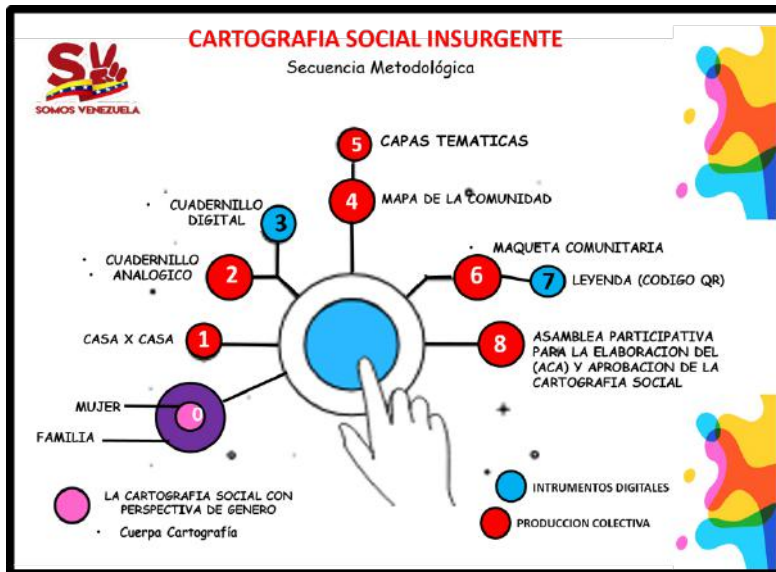 CARTOGRAFIA SOCIAL INSURGENTE
Secuencia Metodológica
SOMOS VENEZUELA
5 CAPAS TEMATICAS
4 MAPA DE LA COMUNIDAD
• CUADERNILLO
DIGITAL 3
• CUADERNILLO
• ANALOGICO 2
• MAQUETA COMUNITARIA
6
7 LEYENDA (CODIGO QR)
CASA X CASA 1
8 ASAMBLEA PARTICIPATIVA
PARA LA ELABORACION DEL
(ACA) Y APROBACION DE LA
CARTOGRAFIA SOCIAL
MUJER 0
FAMILIA
LA CARTOGRAFIA SOCIAL CON
PERSPECTIVA DE GENERO
• Cuerpa Cartografía
INTRUMENTOS DIGITALES
PRODUCCION COLECTIVA